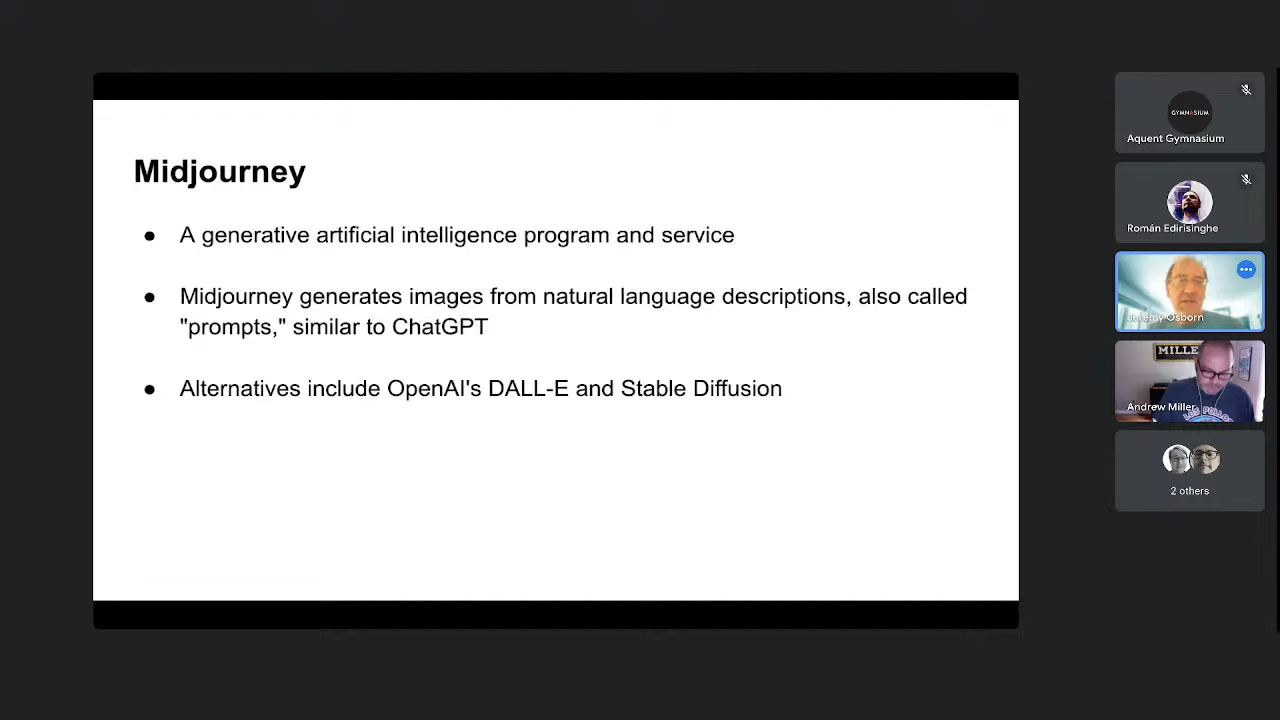 Midjourney
● A generative artificial intelligence program and service
● Midjourney generates images from natural language descriptions, also called
"prompts," similar to ChatGPT
● Alternatives include OpenAI's DALL-E and Stable Diffusion
GYMNASIUM
Aquent Gymnasium
Román Edirisinghe
Jeremy Osborn
MILLE
Andrew Miller
LOS POLLOS
2 others